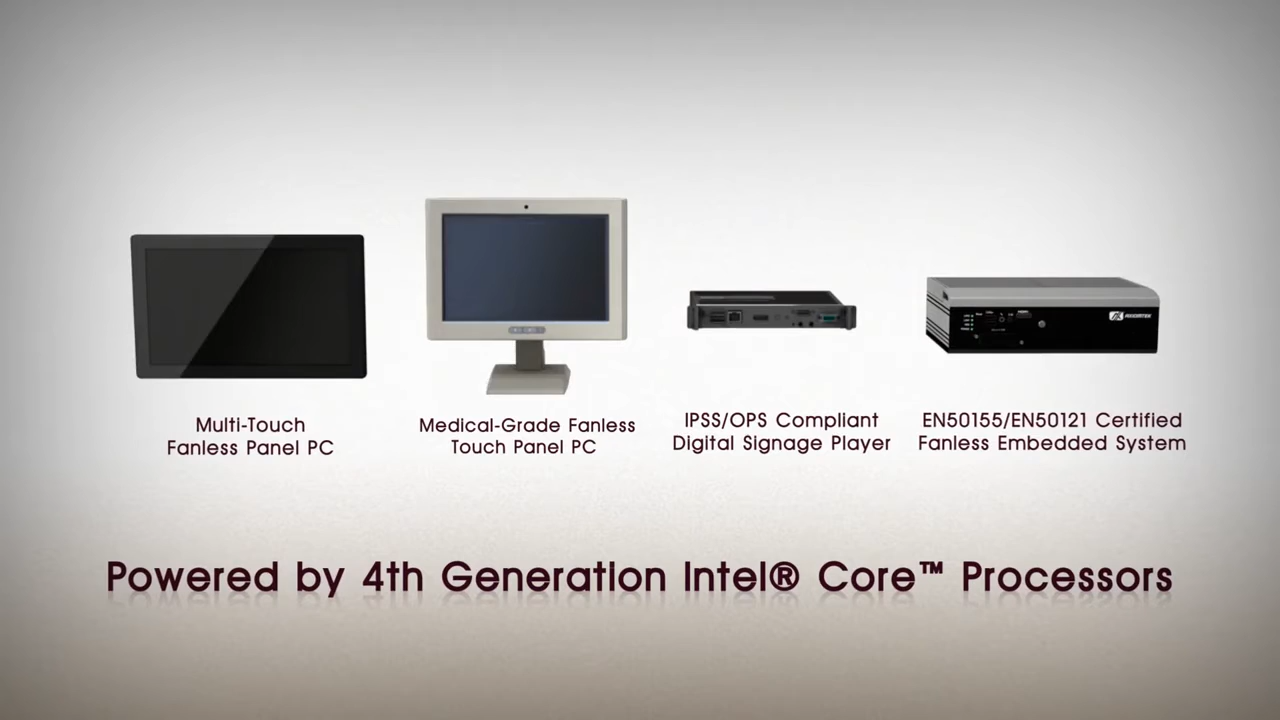 AXIOMTEK
Multi-Touch
Fanless Panel PC
Medical-Grade Fanless
Touch Panel PC
IPSS/OPS Compliant
Digital Signage Player
EN50155/EN50121 Certified
Fanless Embedded System
Powered by 4th Generation Intel® Core™ Processors